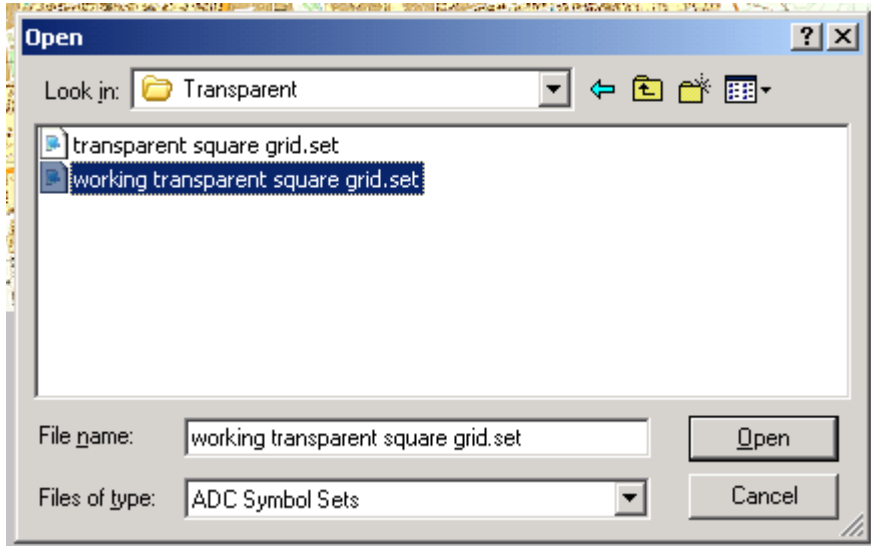 Open
Look in: Transparent
transparent square grid.set
working transparent square grid.set
File name: working transparent square grid.set Open
Files of type: ADC Symbol Sets Cancel